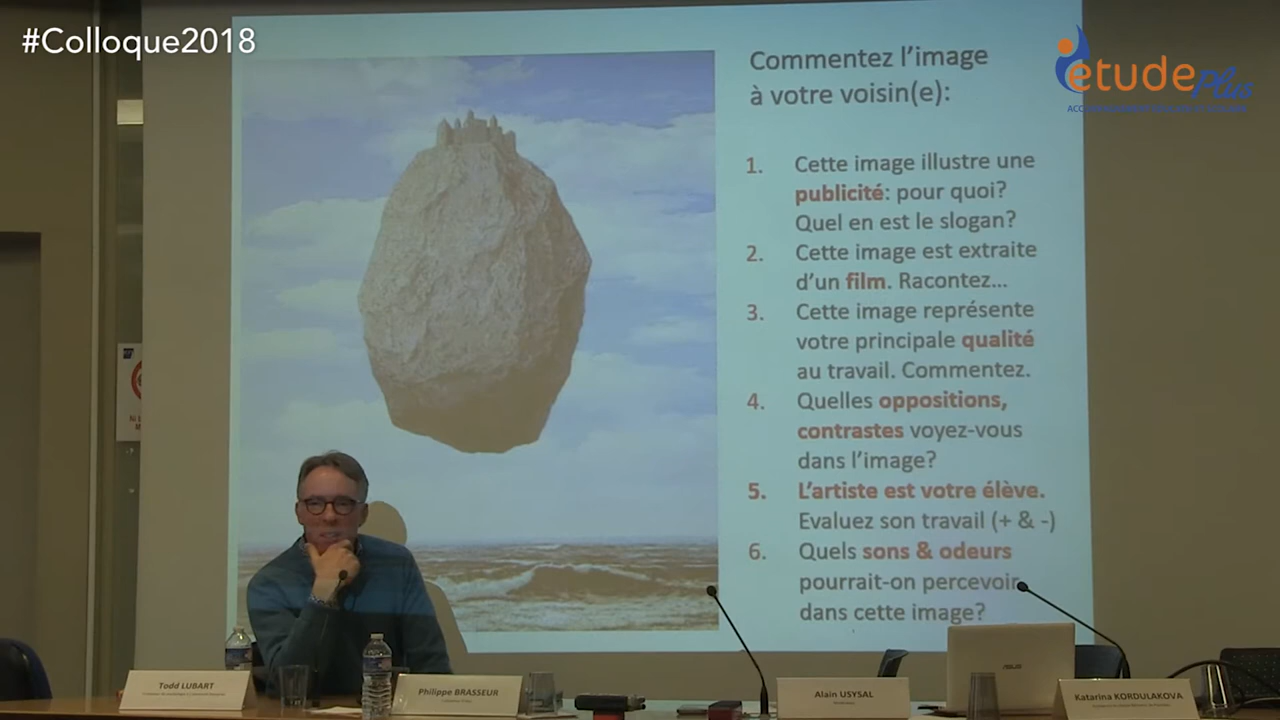 #Colloque2018
etude Plus
Commentez l’image
à votre voisin(e):
1. Cette image illustre une
publicité: pour quoi?
Quel en est le slogan?
2. Cette image est extraite
d’un film. Racontez...
3. Cette image représente
votre principale qualité
au travail. Commentez.
4. Quelles oppositions,
contrastes voyez-vous
dans l’image?
5. L’artiste est votre élève.
Evaluez son travail (+ & -)
6. Quels sons & odeurs
pourrait-on percevoir
dans cette image?
Todd LUBART
Philippe BRASSEUR
Alain USYSAL
Katarina KORDULAKOVA
ASUS